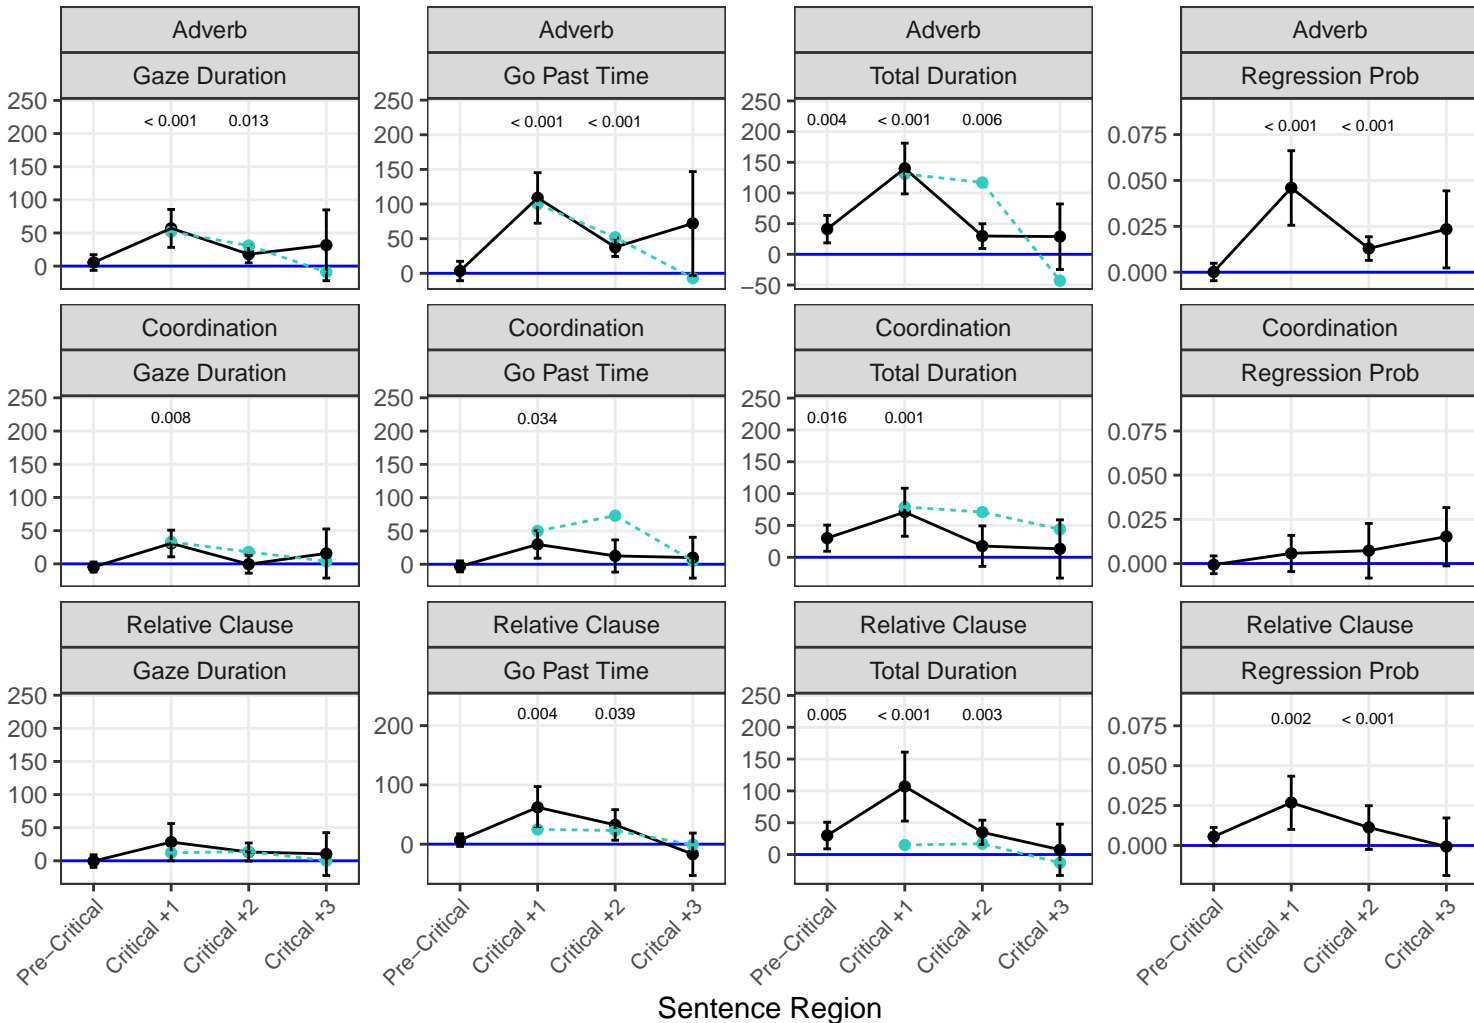 Adverb Adverb Adverb Adverb
Gaze Duration Go Past Time Total Duration Regression Prob
250 250 250
< 0.001 0.013 < 0.001 < 0.001 0.004 < 0.001 0.006 < 0.001 < 0.001
200 200 200 0.075
150 150 150 0.050
100 100 100
50 50 50 0.025
0 0 0 0.000
−50
Coordination Coordination Coordination Coordination
Gaze Duration Go Past Time Total Duration Regression Prob
250 250 250
0.008 0.034 0.016 0.001
200 200 200 0.075
150 150 150 0.050
100 100 100
50 50 50 0.025
0 0 0 0.000
Relative Clause Relative Clause Relative Clause Relative Clause
Gaze Duration Go Past Time Total Duration Regression Prob
250 250
0.004 0.039 0.005 < 0.001 0.003 0.002 < 0.001
200 200 200 0.075
150 150 0.050
100 100 100
50 50 0.025
0 0 0 0.000
Pre−Critical Critical +1 Critical +2 Critcal +3 Pre−Critical Critical +1 Critical +2 Critcal +3 Pre−Critical Critical +1 Critical +2 Critcal +3 Pre−Critical Critical +1 Critical +2 Critcal +3
Sentence Region